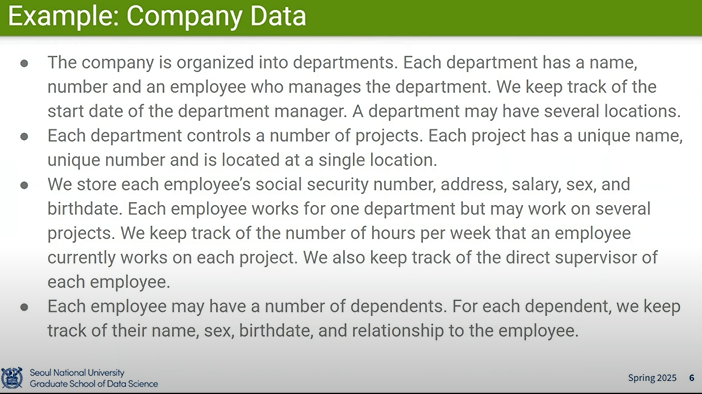 Example: Company Data
● The company is organized into departments. Each department has a name,
number and an employee who manages the department. We keep track of the
start date of the department manager. A department may have several locations.
● Each department controls a number of projects. Each project has a unique name,
unique number and is located at a single location.
● We store each employee's social security number, address, salary, sex, and
birthdate. Each employee works for one department but may work on several
projects. We keep track of the number of hours per week that an employee
currently works on each project. We also keep track of the direct supervisor of
each employee.
● Each employee may have a number of dependents. For each dependent, we keep
track of their name, sex, birthdate, and relationship to the employee.
Seoul National University
Graduate School of Data Science
Spring 2025 6